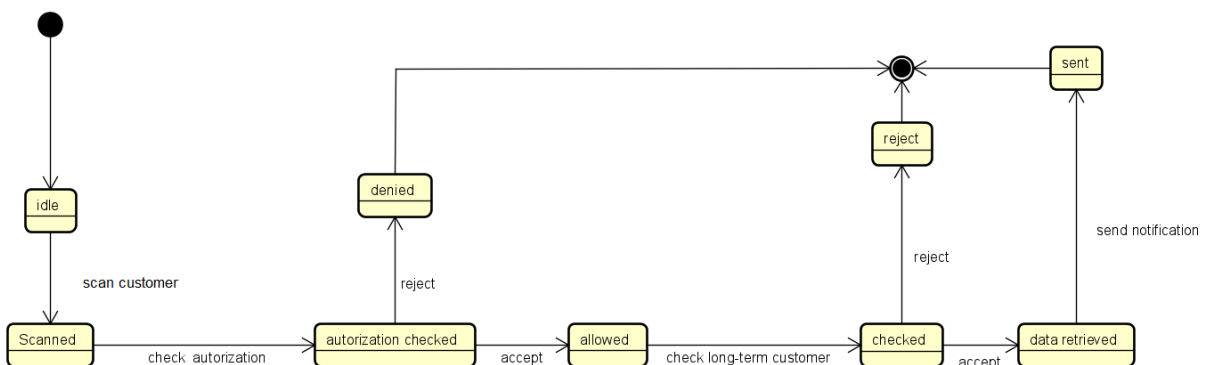 sent
reject
denied
idle
send notification
reject
scan customer
reject
Scanned
autorization checked
allowed
checked
data retrieved
check autorization
accept
check long-term customer
accept